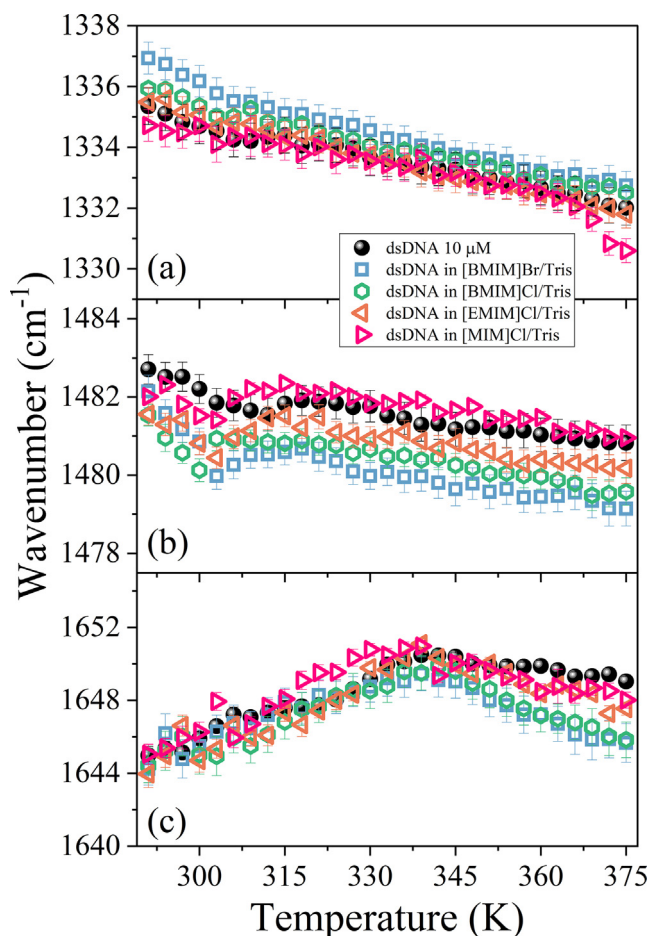 1338
1336
1334
1332
1330
(a)
dsDNA 10 μM
dsDNA in [BMIM]Br/Tris
dsDNA in [BMIM]Cl/Tris
dsDNA in [EMIM]Cl/Tris
dsDNA in [MIM]Cl/Tris
Wavenumber (cm⁻¹)
1484
1482
1480
1478
(b)
1652
1648
1644
1640
(c)
300 315 330 345 360 375
Temperature (K)